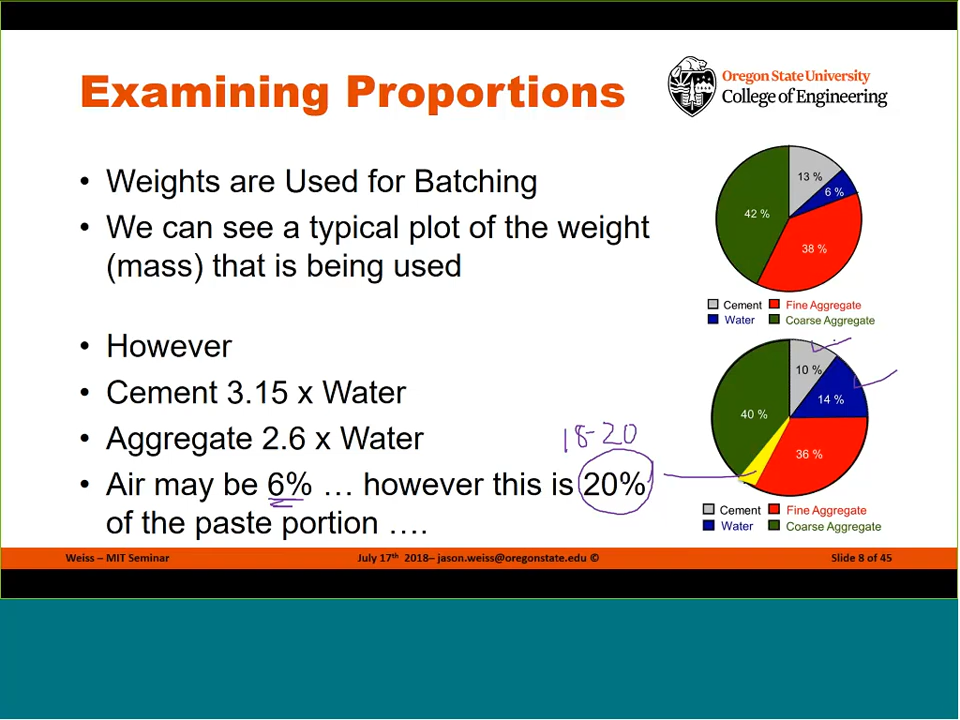 Examining Proportions
Oregon State University
College of Engineering
• Weights are Used for Batching
• We can see a typical plot of the weight
(mass) that is being used
• However
• Cement 3.15 x Water
• Aggregate 2.6 x Water
18-20
• Air may be 6% … however this is 20%
of the paste portion ….
13 %
6 %
42 %
38 %
Cement Fine Aggregate
Water Coarse Aggregate
10 %
14 %
40 %
36 %
Cement Fine Aggregate
Water Coarse Aggregate
Weiss – MIT Seminar July 17th 2018– jason.weiss@oregonstate.edu © Slide 8 of 45